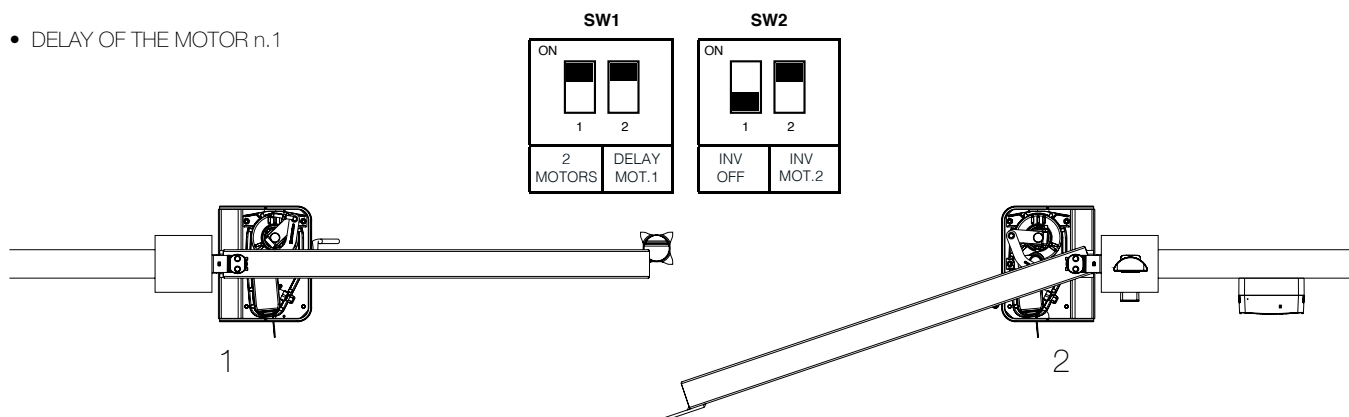 • DELAY OF THE MOTOR n.1
SW1
SW2
ON
ON
1 2
1 2
2 MOTORS
DELAY MOT.1
INV OFF
INV MOT.2
1
2